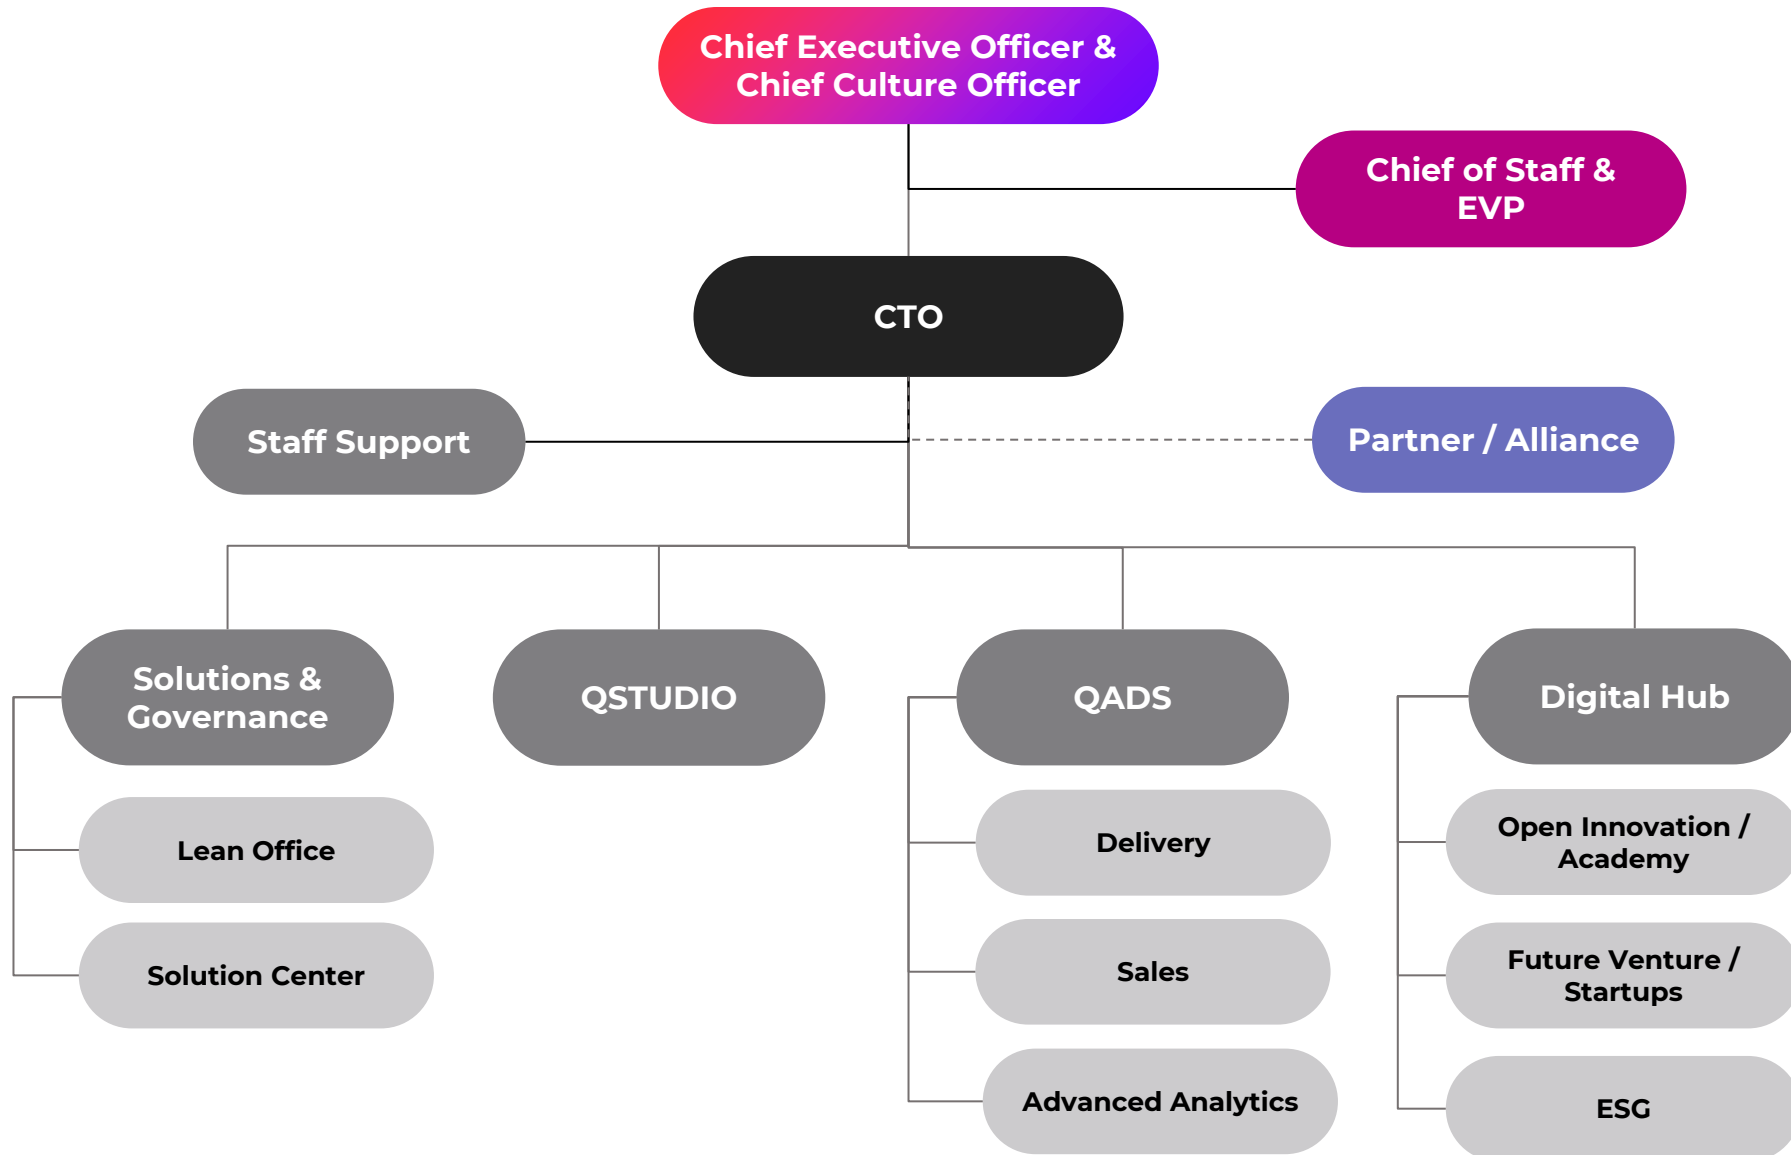 Chief Executive Officer &
Chief Culture Officer
Chief of Staff &
EVP
CTO
Staff Support
Partner / Alliance
Solutions &
Governance
QSTUDIO
QADS
Digital Hub
Lean Office
Solution Center
Delivery
Sales
Advanced Analytics
Open Innovation /
Academy
Future Venture /
Startups
ESG